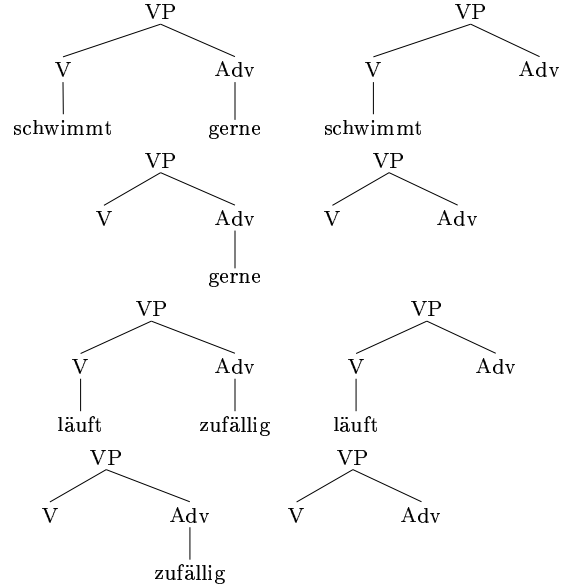 VP VP
V Adv V Adv
schwimmt gerne schwimmt
VP VP
V Adv V Adv
gerne
VP VP
V Adv V Adv
läuft zufällig läuft
VP VP
V Adv V Adv
zufällig